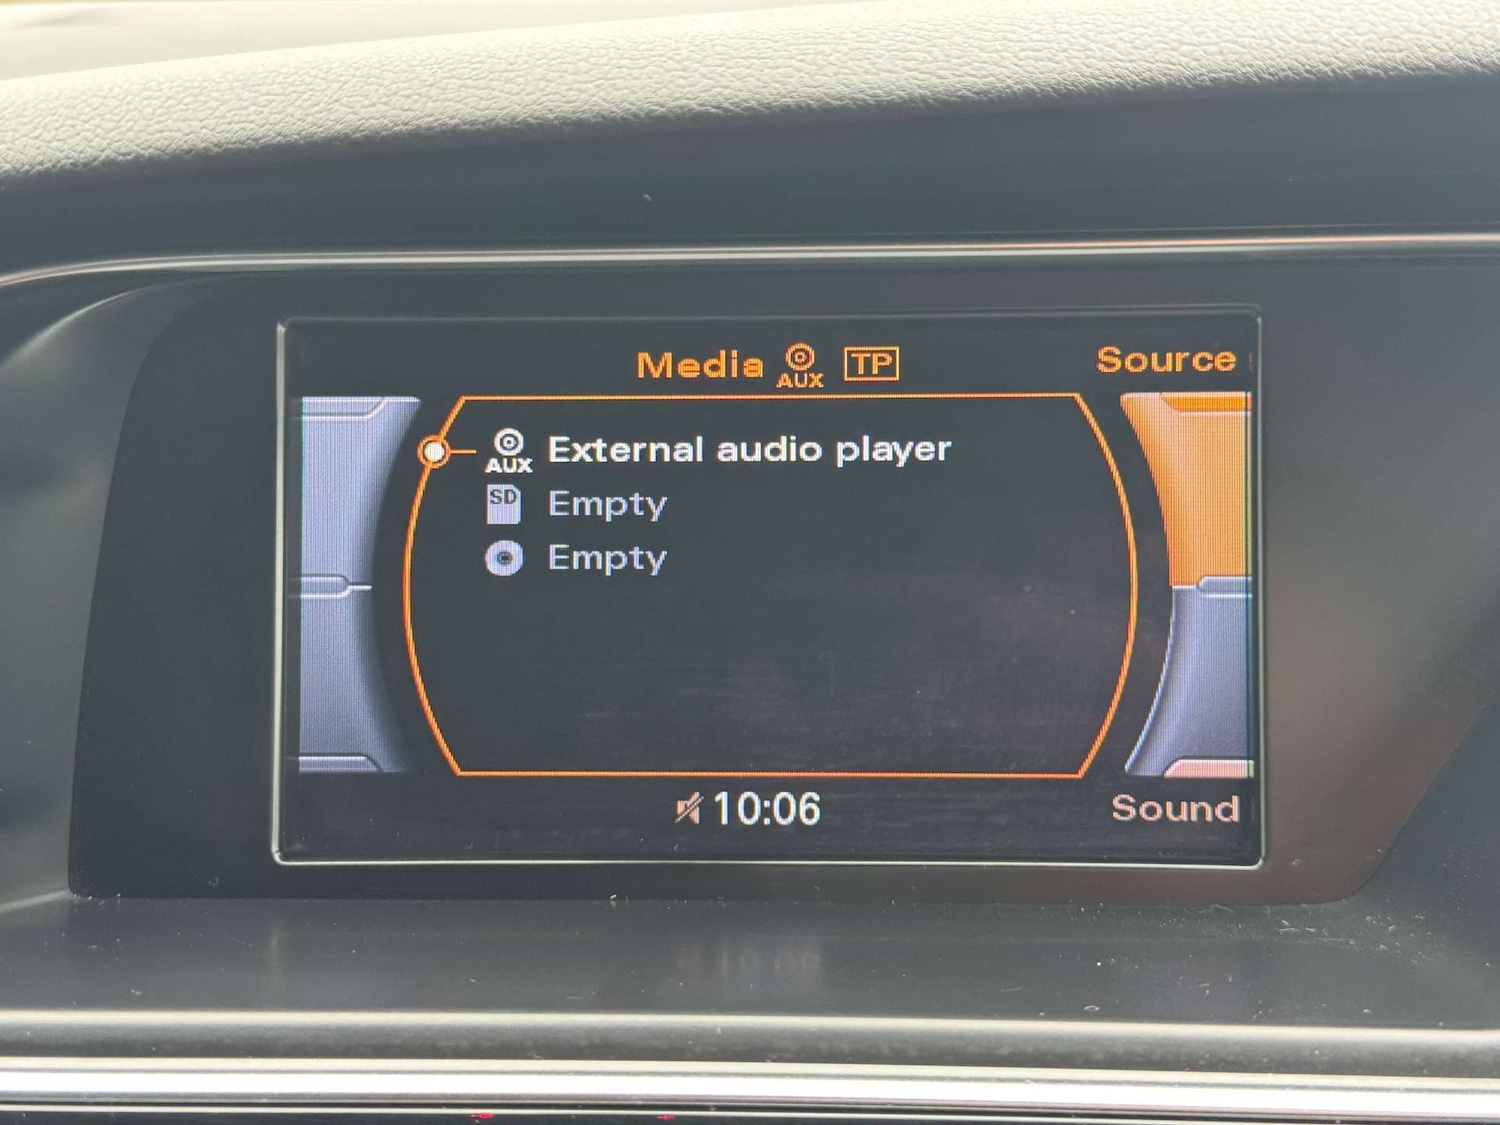 Media AUX TP
Source
AUX External audio player
SD Empty
Empty
10:06
Sound